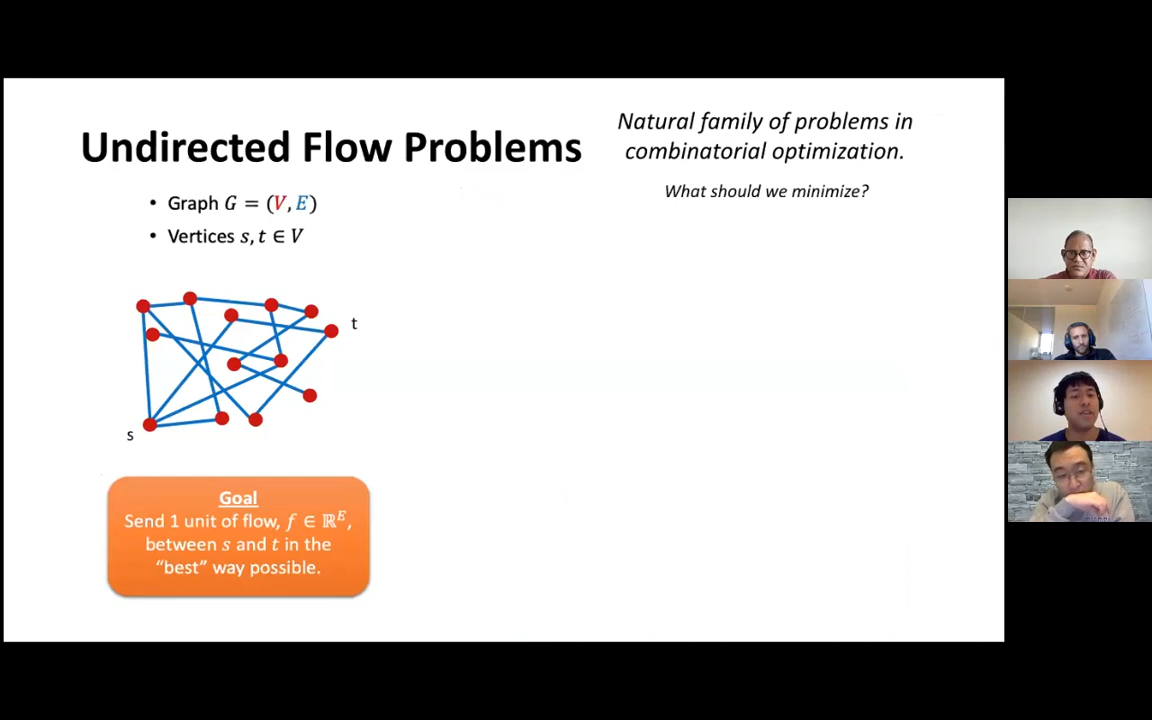 Undirected Flow Problems
• Graph G = (V, E)
• Vertices s, t ∈ V
Natural family of problems in
combinatorial optimization.
What should we minimize?
t
s
Goal
Send 1 unit of flow, f ∈ ℝ^E,
between s and t in the
“best” way possible.